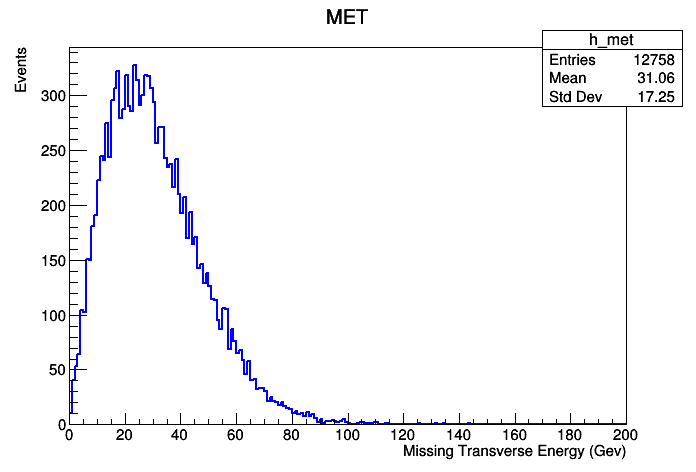 MET
h_met
Entries 12758
Mean 31.06
Std Dev 17.25
Events
300
250
200
150
100
50
0
0 20 40 60 80 100 120 140 160 180 200
Missing Transverse Energy (Gev)